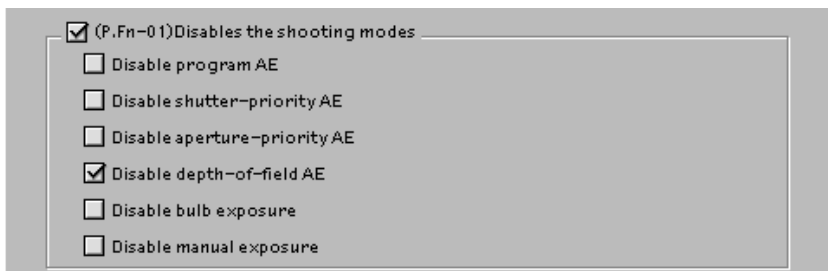 (P.Fn-01)Disables the shooting modes
Disable program AE
Disable shutter-priority AE
Disable aperture-priority AE
Disable depth-of-field AE
Disable bulb exposure
Disable manual exposure